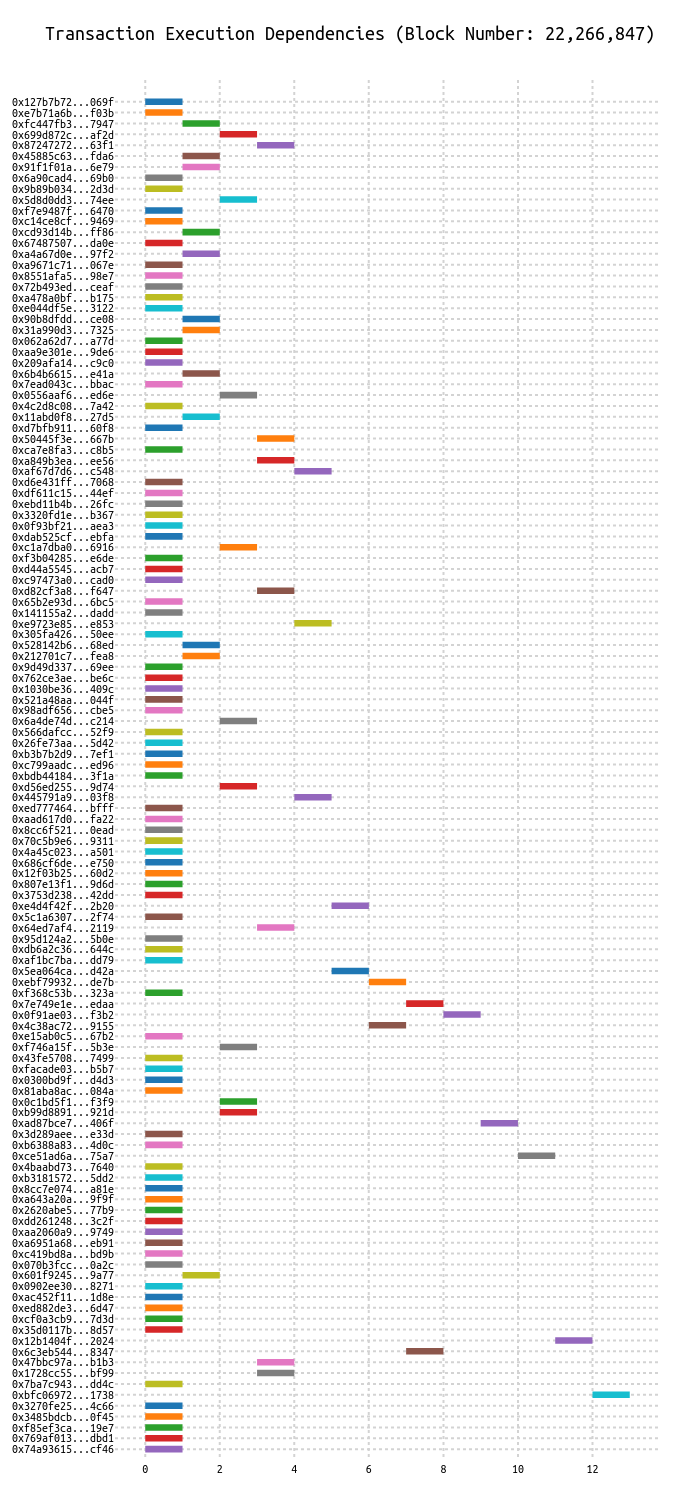 Transaction Execution Dependencies (Block Number: 22,266,847)
0x127b7b72...069f
0xe7b71a6b...f03b
0xfc447fb3...7947
0x699d872c...af2d
0x87247272...63f1
0x45885c63...fda6
0x91f1f01a...6e79
0x6a90cad4...69b0
0x9b89b034...2d3d
0x5d8d0dd3...74ee
0xf7e9487f...6470
0xc14ce8cf...9469
0xcd93d14b...ff86
0x67487507...da0e
0xa4a67d0e...97f2
0xa9671c71...067e
0x8551afa5...98e7
0x72b493ed...ceaf
0xa478a0bf...b175
0xe044df5e...3122
0x90b8dfdd...ce08
0x31a990d3...7325
0x062a62d7...a77d
0xaa9e301e...9de6
0x209afa14...c9c0
0x6b4b6615...e41a
0x7ead043c...bbac
0x0556aaf6...ed6e
0x4c2d8c08...7a42
0x11abd0f8...27d5
0xd7bfb911...60f8
0x50445f3e...667b
0xca7e8fa3...c8b5
0xa849b3ea...ee56
0xaf67d7d6...c548
0xd6e431ff...7068
0xdf611c15...44ef
0xebd11b4b...26fc
0x3320fd1e...b367
0x0f93bf21...aea3
0xdab525cf...ebfa
0xc1a7dba0...6916
0xf3b04285...e6de
0xd44a5545...acb7
0xc97473a0...cad0
0xd82cf3a8...f647
0x65b2e93d...6bc5
0x141155a2...dadd
0xe9723e85...e853
0x305fa426...50ee
0x528142b6...68ed
0x212701c7...fea8
0x9d49d337...69ee
0x762ce3ae...be6c
0x1030be36...409c
0x521a48aa...044f
0x98adf656...cbe5
0x6a4de74d...c214
0x566dafcc...52f9
0x26fe73aa...5d42
0xb3b7b2d9...7ef1
0xc799aadc...ed96
0xbdb44184...3f1a
0xd56ed255...9d74
0x445791a9...03f8
0xed777464...bfff
0xaad617d0...fa22
0x8cc6f521...0ead
0x70c5b9e6...9311
0x4a45c023...a501
0x686cf6de...e750
0x12f03b25...60d2
0x807e13f1...9d6d
0x3753d238...42dd
0xe4d4f42f...2b20
0x5c1a6307...2f74
0x64ed7af4...2119
0x95d124a2...5b0e
0xdb6a2c36...644c
0xaf1bc7ba...dd79
0x5ea064ca...d42a
0xebf79932...de7b
0xf368c53b...323a
0x7e749e1e...edaa
0x0f91ae03...f3b2
0x4c38ac72...9155
0xe15ab0c5...67b2
0xf746a15f...5b3e
0x43fe5708...7499
0xfacade03...b5b7
0x0300bd9f...d4d3
0x81aba8ac...084a
0x0c1bd5f1...f3f9
0xb99d8891...921d
0xad87bce7...406f
0x3d289aee...e33d
0xb6388a83...4d0c
0xce51ad6a...75a7
0x4baabd73...7640
0xb3181572...5dd2
0x8cc7e074...a81e
0xa643a20a...9f9f
0x2620abe5...77b9
0xdd261248...3c2f
0xaa2060a9...9749
0xa6951a68...eb91
0xc419bd8a...bd9b
0x070b3fcc...0a2c
0x601f9245...9a77
0x0902ee30...8271
0xac452f11...1d8e
0xed882de3...6d47
0xcf0a3cb9...7d3d
0x35d0117b...8d57
0x12b1404f...2024
0x6c3eb544...8347
0x47bbc97a...b1b3
0x1728cc55...bf99
0x7ba7c943...dd4c
0xbfc06972...1738
0x3270fe25...4c66
0x3485bdcb...0f45
0xf85ef3ca...19e7
0x769af013...dbd1
0x74a93615...cf46
0 2 4 6 8 10 12